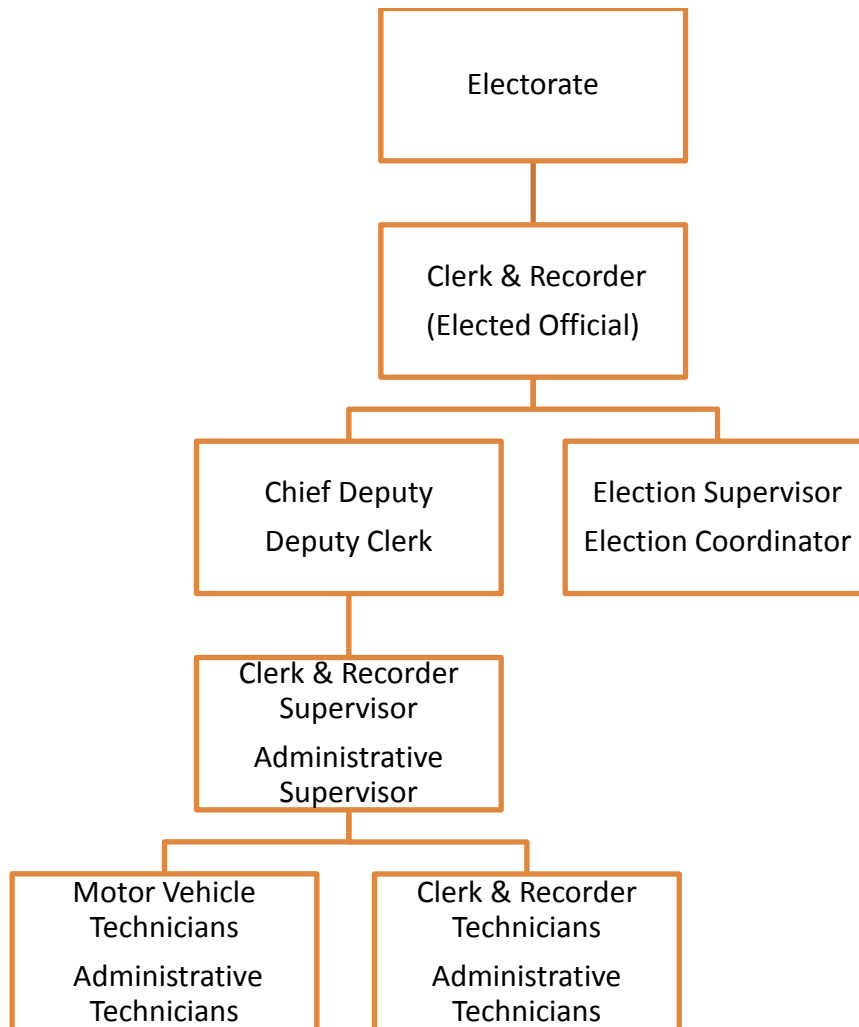 Electorate
Clerk & Recorder
(Elected Official)
Chief Deputy
Deputy Clerk
Election Supervisor
Election Coordinator
Clerk & Recorder
Supervisor
Administrative
Supervisor
Motor Vehicle
Technicians
Administrative
Technicians
Clerk & Recorder
Technicians
Administrative
Technicians